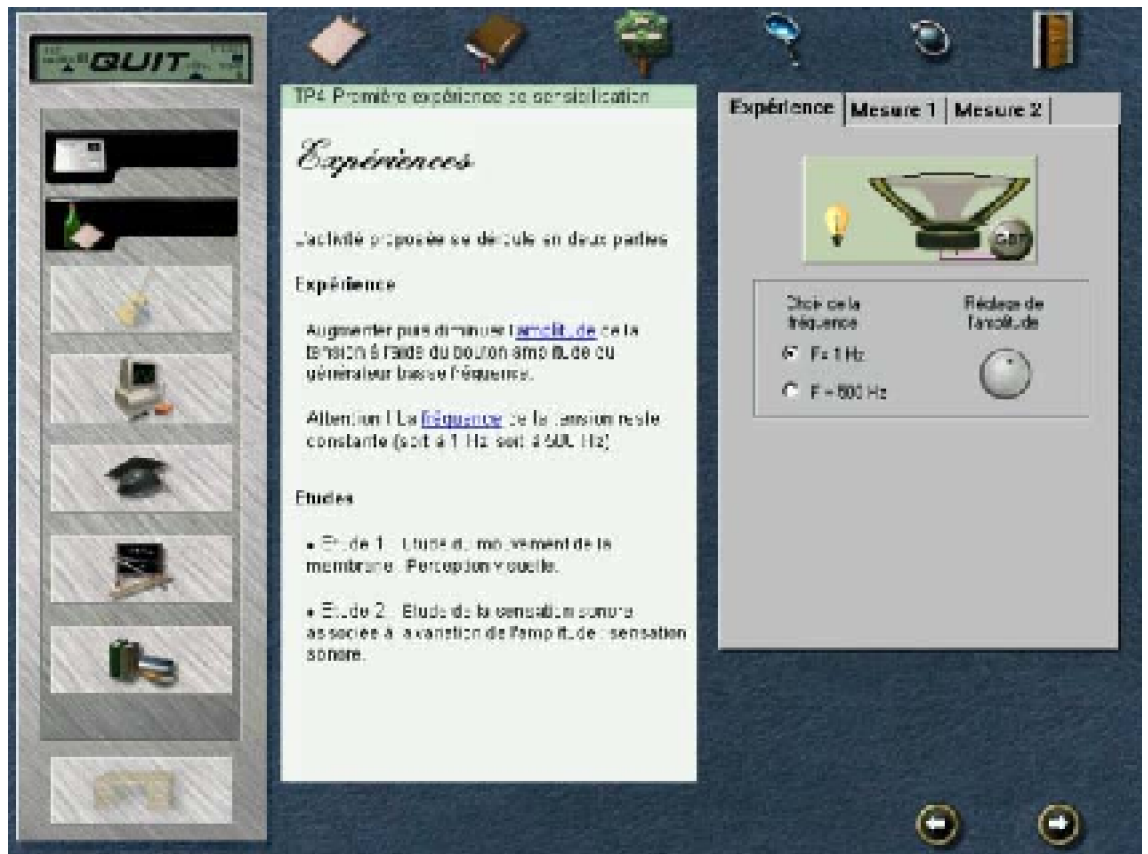 QUIT
TP4 Première expérience de sensibilisation
Expériences
L'activité proposée se déroule en deux parties
Expérience
Augmenter puis diminuer l'amplitude de la
tension à l'aide du bouton amplitude du
générateur basse fréquence.
Attention ! La fréquence de la tension reste
constante (soit à 1 Hz soit à 500 Hz)
Etudes
• Etude 1 : Etude du mouvement de la
membrane : Perception visuelle.
• Etude 2 : Etude de la sensation sonore
associée à la variation de l'amplitude : sensation
sonore.
Expérience Mesure 1 Mesure 2
GBF
Choix de la
fréquence
F= 1 Hz
F = 500 Hz
Réglage de
l'amplitude